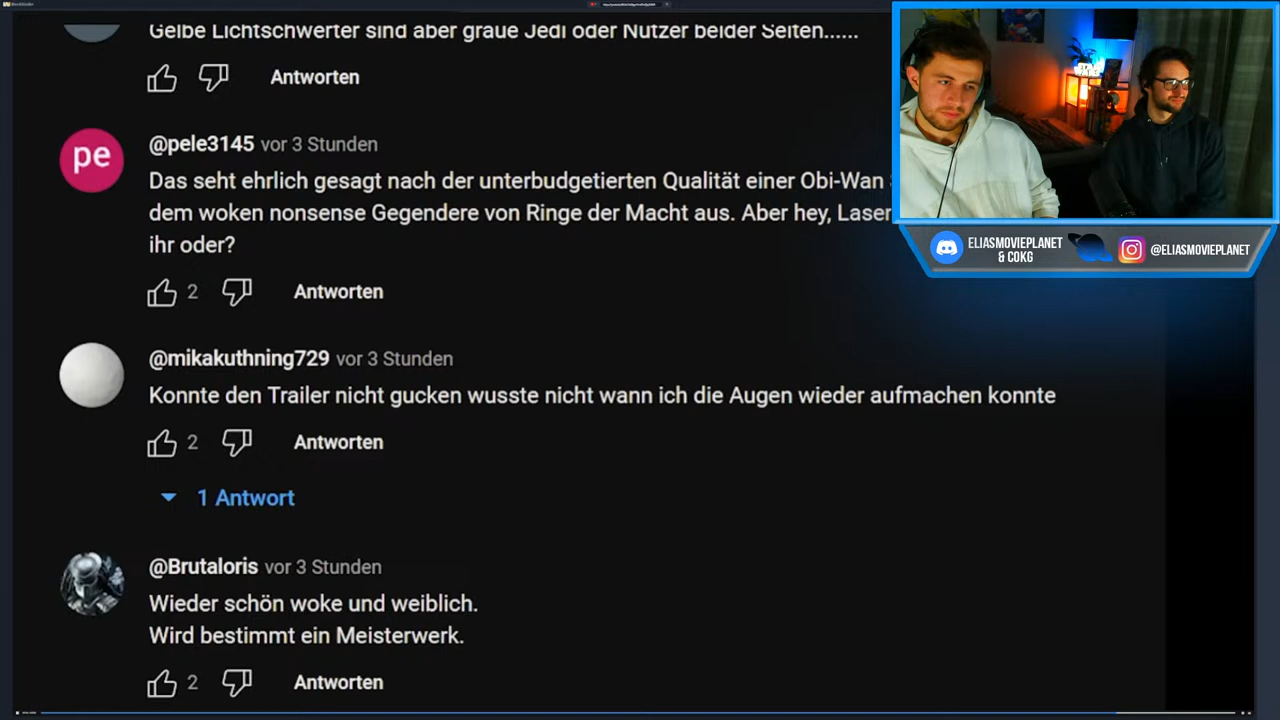 Gelbe Lichtschwerter sind aber graue Jedi oder Nutzer beider Seiten......
Antworten
pe
@pele3145 vor 3 Stunden
Das seht ehrlich gesagt nach der unterbudgetierten Qualität einer Obi-Wan
dem woken nonsense Gegendere von Ringe der Macht aus. Aber hey, Laser
ihr oder?
2 Antworten
@mikakuthning729 vor 3 Stunden
Konnte den Trailer nicht gucken wusste nicht wann ich die Augen wieder aufmachen konnte
2 Antworten
1 Antwort
@Brutaloris vor 3 Stunden
Wieder schön woke und weiblich.
Wird bestimmt ein Meisterwerk.
2 Antworten
STAR
WARS
ELIASMOVIEPLANET
& COKG
@ELIASMOVIEPLANET